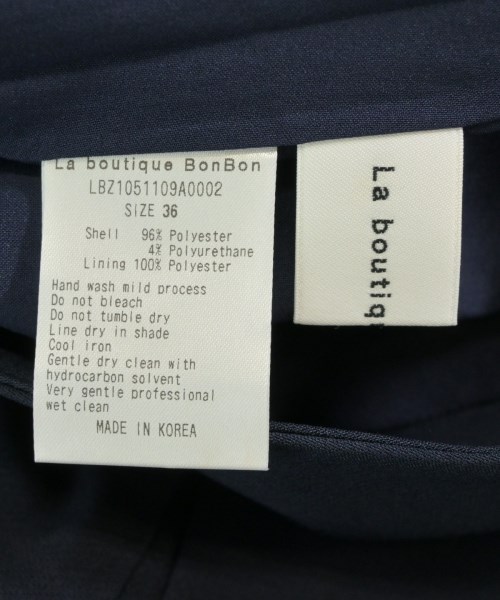 La boutique BonBon
LBZ1051109A0002
SIZE 36
Shell 96% Polyester
4% Polyurethane
Lining 100% Polyester
Hand wash mild process
Do not bleach
Do not tumble dry
Line dry in shade
Cool iron
Gentle dry clean with
hydrocarbon solvent
Very gentle professional
wet clean
MADE IN KOREA
La boutiq